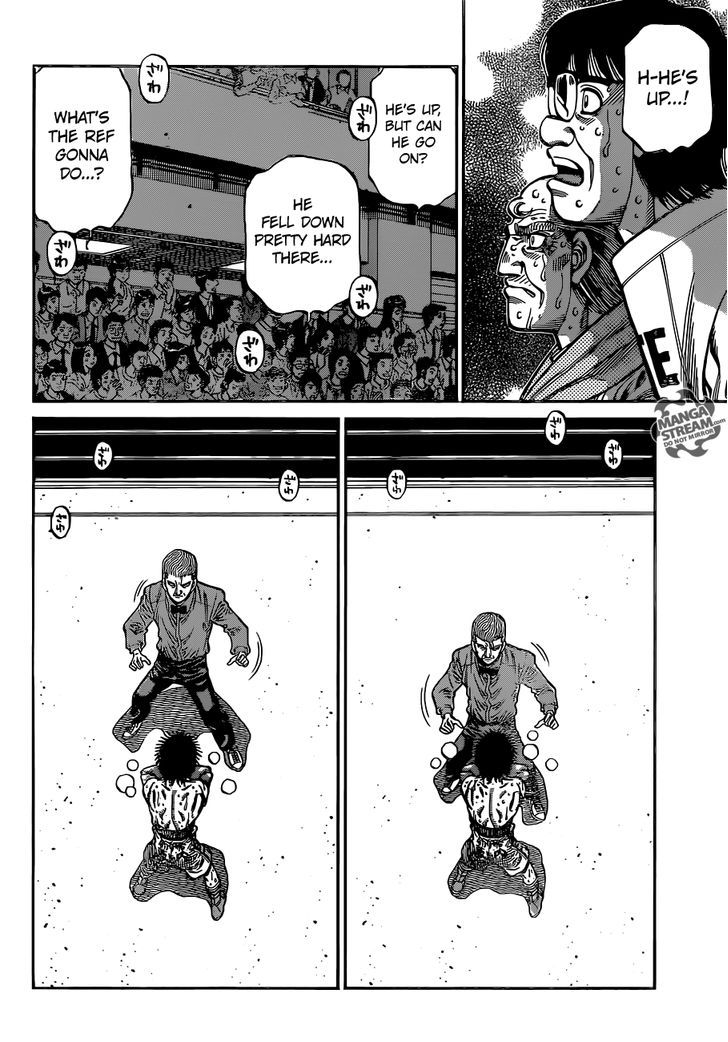 H-HE'S
UP...!
HE'S UP,
BUT CAN
HE GO
ON?
HE
FELL DOWN
PRETTY HARD
THERE...
WHAT'S
THE REF
GONNA
DO...?
TE
MANGA
STREAM.com
DO NOT MIRROR